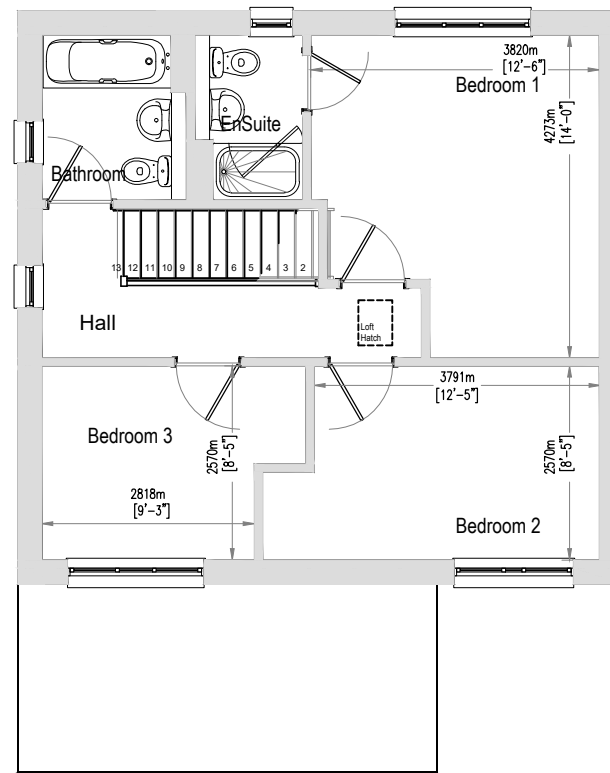 3820m
[12'-6"]
Bedroom 1
4273m
[14'-0"]
EnSuite
Bathroom
13 12 11 10 9 8 7 6 5 4 3 2
Hall
Loft
Hatch
3791m
[12'-5"]
Bedroom 3
2570m
[8'-5"]
2570m
[8'-5"]
2818m
[9'-3"]
Bedroom 2